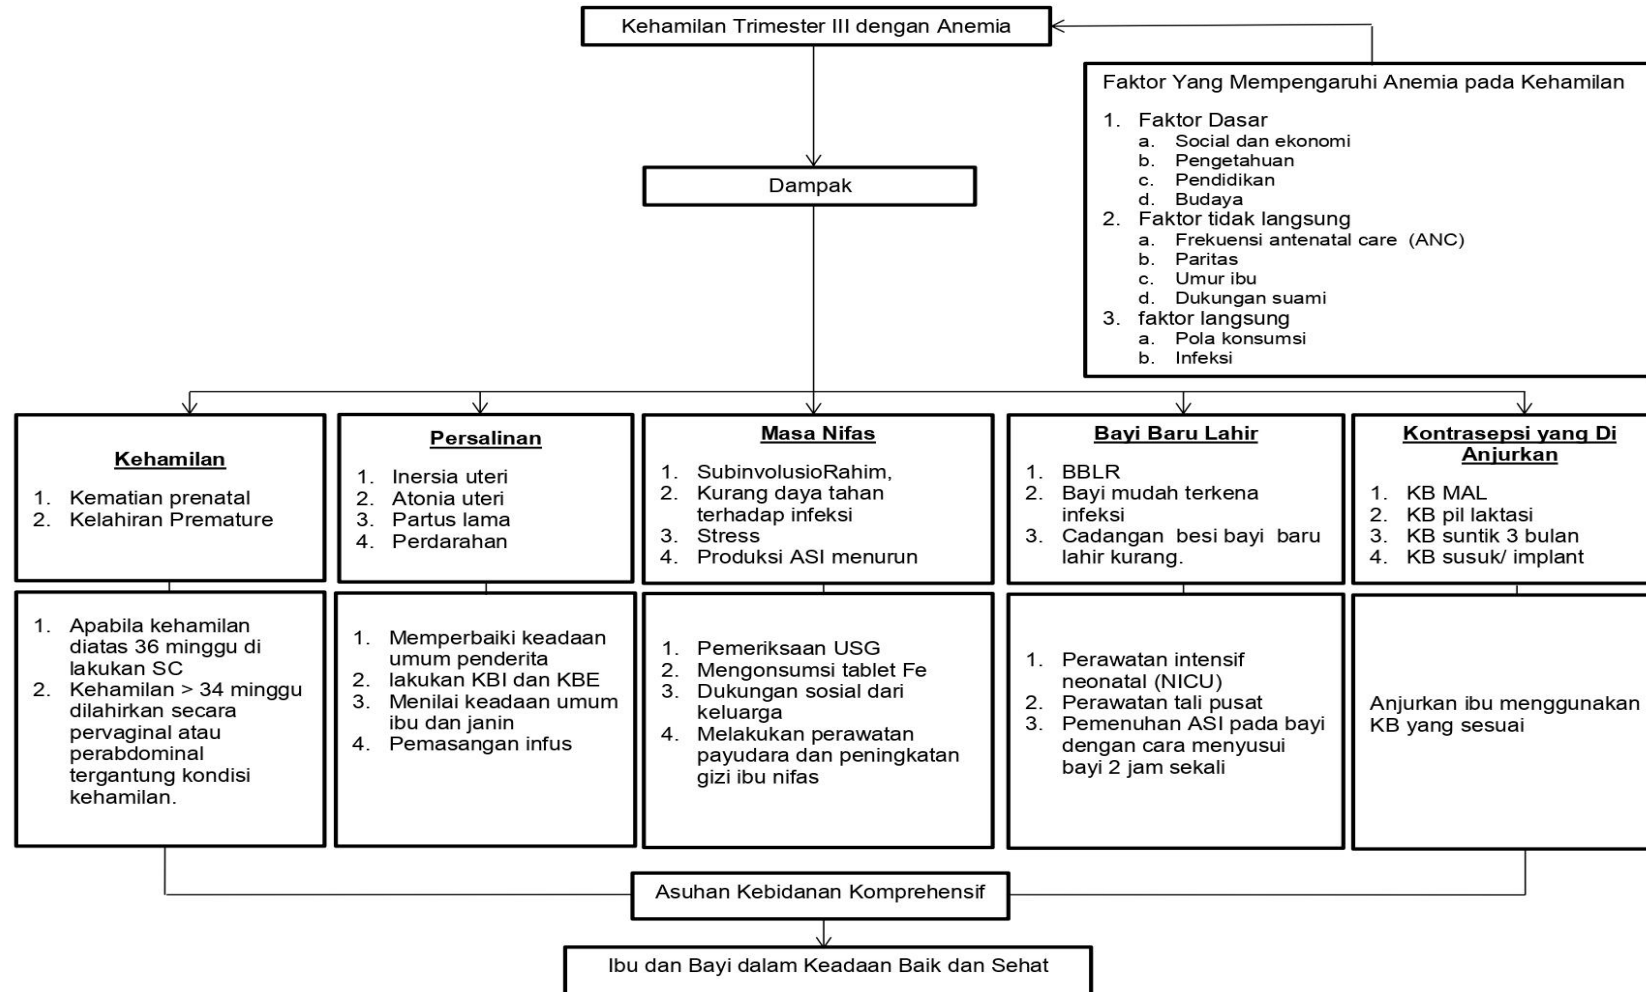 Kehamilan Trimester III dengan Anemia
Faktor Yang Mempengaruhi Anemia pada Kehamilan
1. Faktor Dasar
a. Social dan ekonomi
b. Pengetahuan
c. Pendidikan
d. Budaya
2. Faktor tidak langsung
a. Frekuensi antenatal care (ANC)
b. Paritas
c. Umur ibu
d. Dukungan suami
3. faktor langsung
a. Pola konsumsi
b. Infeksi
Dampak
Kehamilan
1. Kematian prenatal
2. Kelahiran Premature
Persalinan
1. Inersia uteri
2. Atonia uteri
3. Partus lama
4. Perdarahan
Masa Nifas
1. SubinvolusioRahim,
2. Kurang daya tahan
terhadap infeksi
3. Stress
4. Produksi ASI menurun
Bayi Baru Lahir
1. BBLR
2. Bayi mudah terkena
infeksi
3. Cadangan besi bayi baru
lahir kurang.
Kontrasepsi yang Di
Anjurkan
1. KB MAL
2. KB pil laktasi
3. KB suntik 3 bulan
4. KB susuk/ implant
1. Apabila kehamilan
diatas 36 minggu di
lakukan SC
2. Kehamilan > 34 minggu
dilahirkan secara
pervaginal atau
perabdominal
tergantung kondisi
kehamilan.
1. Memperbaiki keadaan
umum penderita
2. lakukan KBI dan KBE
3. Menilai keadaan umum
ibu dan janin
4. Pemasangan infus
1. Pemeriksaan USG
2. Mengonsumsi tablet Fe
3. Dukungan sosial dari
keluarga
4. Melakukan perawatan
payudara dan peningkatan
gizi ibu nifas
1. Perawatan intensif
neonatal (NICU)
2. Perawatan tali pusat
3. Pemenuhan ASI pada bayi
dengan cara menyusui
bayi 2 jam sekali
Anjurkan ibu menggunakan
KB yang sesuai
Asuhan Kebidanan Komprehensif
Ibu dan Bayi dalam Keadaan Baik dan Sehat